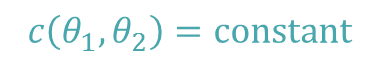 c(θ₁,θ₂) = constant